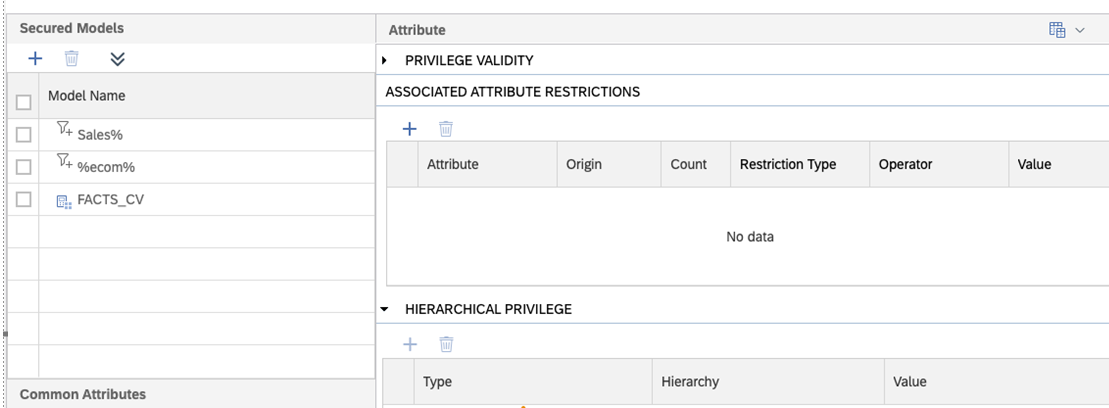 Secured Models
Model Name
Sales%
%ecom%
FACTS_CV
Common Attributes
Attribute
PRIVILEGE VALIDITY
ASSOCIATED ATTRIBUTE RESTRICTIONS
Attribute Origin Count Restriction Type Operator Value
No data
HIERARCHICAL PRIVILEGE
Type Hierarchy Value